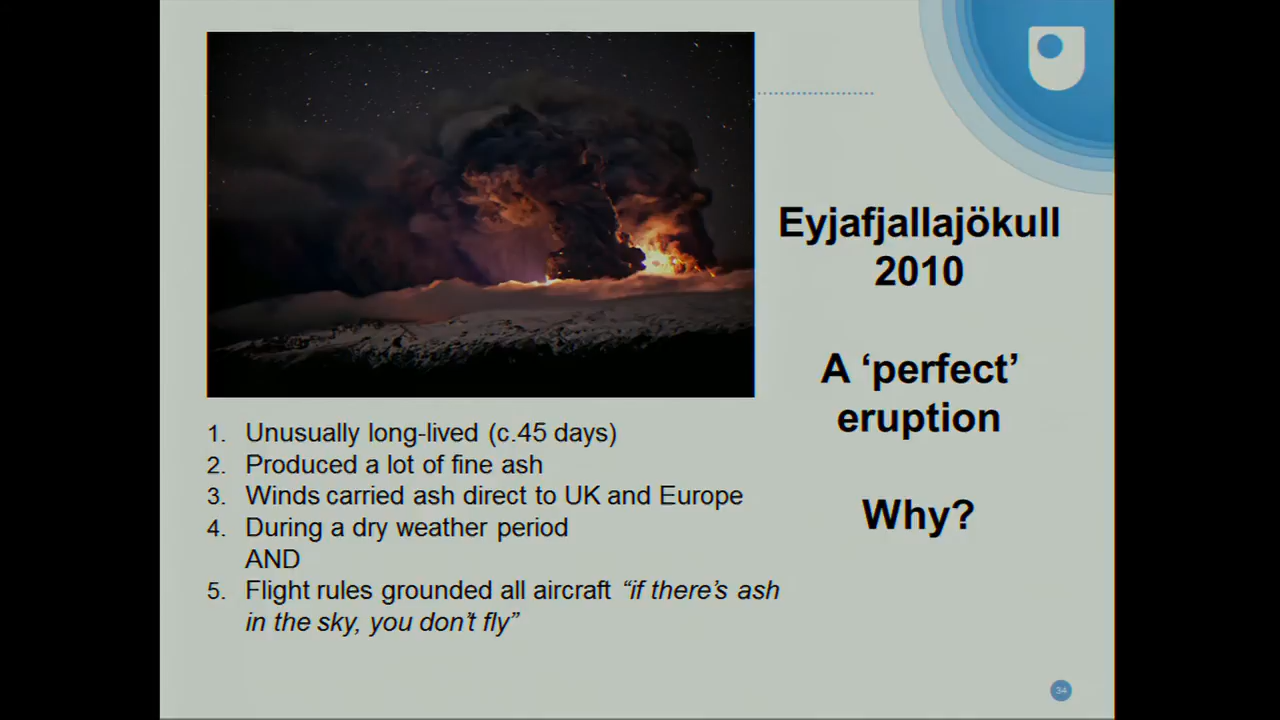 Eyjafjallajökull
2010
A ‘perfect’
eruption
Why?
1. Unusually long-lived (c.45 days)
2. Produced a lot of fine ash
3. Winds carried ash direct to UK and Europe
4. During a dry weather period
AND
5. Flight rules grounded all aircraft “if there’s ash
in the sky, you don’t fly”
34